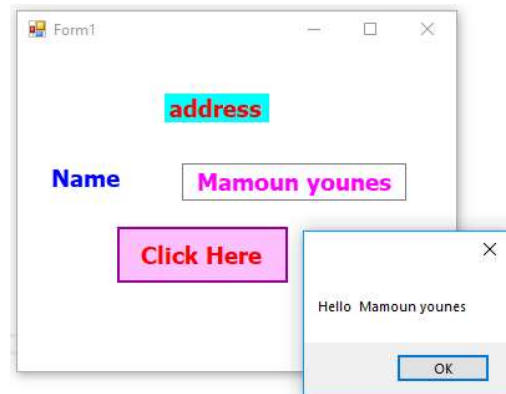 Form1
address
Name Mamoun younes
Click Here
Hello Mamoun younes
OK